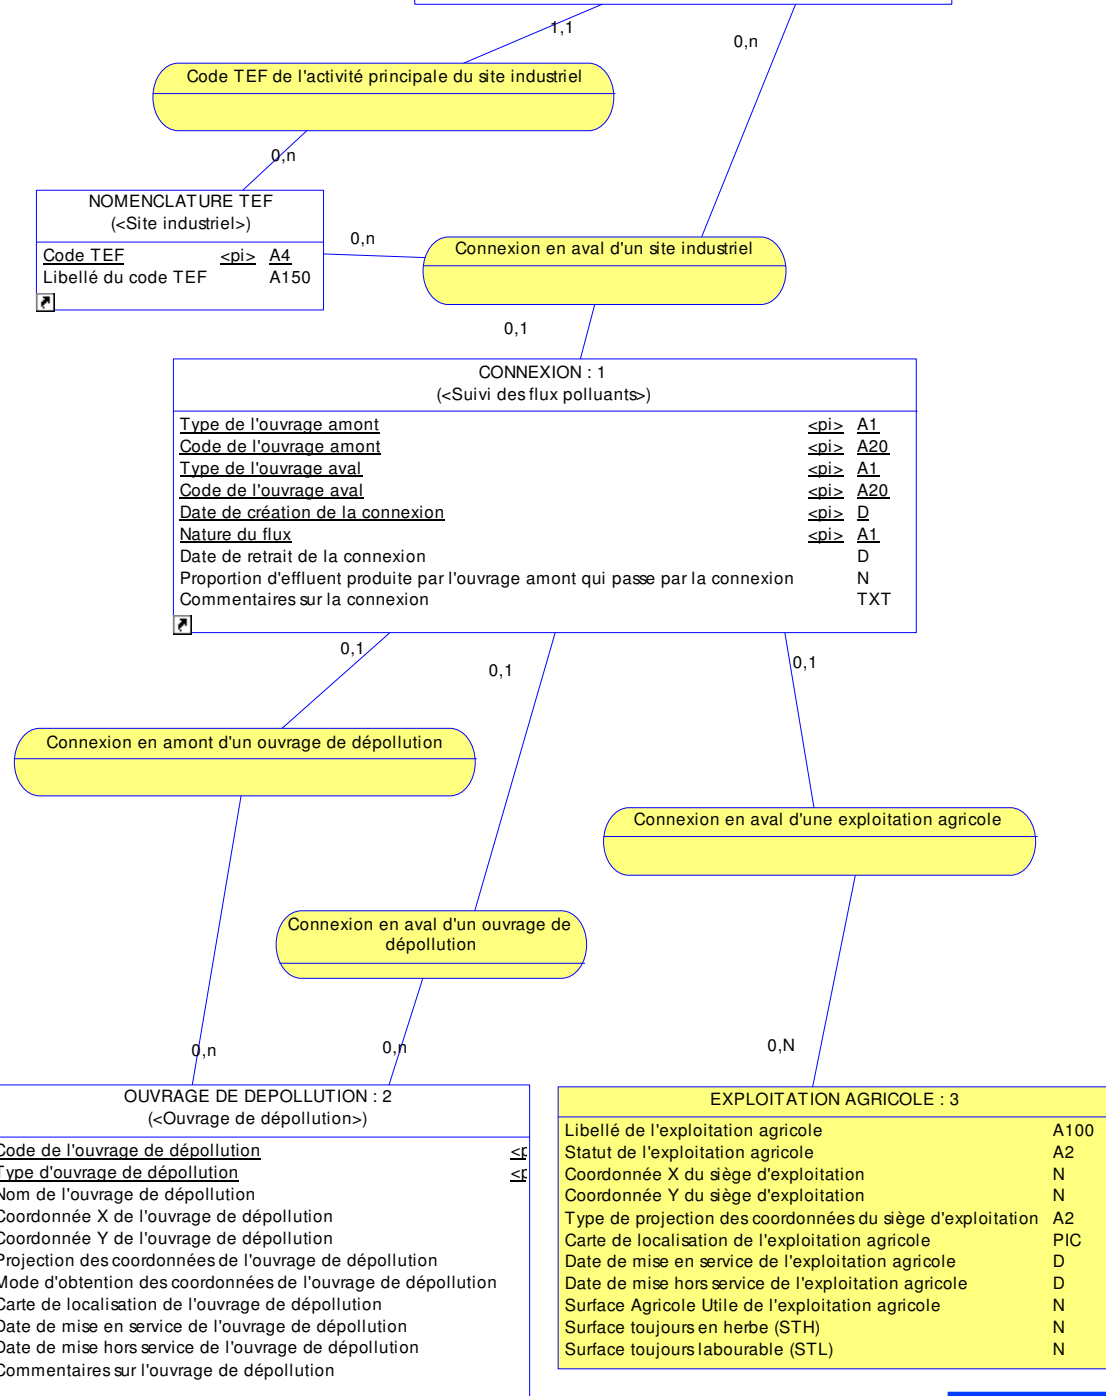 1,1
0,n
Code TEF de l'activité principale du site industriel
0,n
NOMENCLATURE TEF
(<Site industriel>)
Code TEF <pi> A4
Libellé du code TEF A150
0,n
Connexion en aval d'un site industriel
0,1
CONNEXION : 1
(<Suivi des flux polluants>)
Type de l'ouvrage amont <pi> A1
Code de l'ouvrage amont <pi> A20
Type de l'ouvrage aval <pi> A1
Code de l'ouvrage aval <pi> A20
Date de création de la connexion <pi> D
Nature du flux <pi> A1
Date de retrait de la connexion D
Proportion d'effluent produite par l'ouvrage amont qui passe par la connexion N
Commentaires sur la connexion TXT
0,1
0,1
0,1
Connexion en amont d'un ouvrage de dépollution
Connexion en aval d'une exploitation agricole
Connexion en aval d'un ouvrage de
dépollution
0,n
0,n
0,N
OUVRAGE DE DEPOLLUTION : 2
(<Ouvrage de dépollution>)
Code de l'ouvrage de dépollution <p
Type d'ouvrage de dépollution <p
Nom de l'ouvrage de dépollution
Coordonnée X de l'ouvrage de dépollution
Coordonnée Y de l'ouvrage de dépollution
Projection des coordonnées de l'ouvrage de dépollution
Mode d'obtention des coordonnées de l'ouvrage de dépollution
Carte de localisation de l'ouvrage de dépollution
Date de mise en service de l'ouvrage de dépollution
Date de mise hors service de l'ouvrage de dépollution
Commentaires sur l'ouvrage de dépollution
EXPLOITATION AGRICOLE : 3
Libellé de l'exploitation agricole A100
Statut de l'exploitation agricole A2
Coordonnée X du siège d'exploitation N
Coordonnée Y du siège d'exploitation N
Type de projection des coordonnées du siège d'exploitation A2
Carte de localisation de l'exploitation agricole PIC
Date de mise en service de l'exploitation agricole D
Date de mise hors service de l'exploitation agricole D
Surface Agricole Utile de l'exploitation agricole N
Surface toujours en herbe (STH) N
Surface toujours labourable (STL) N